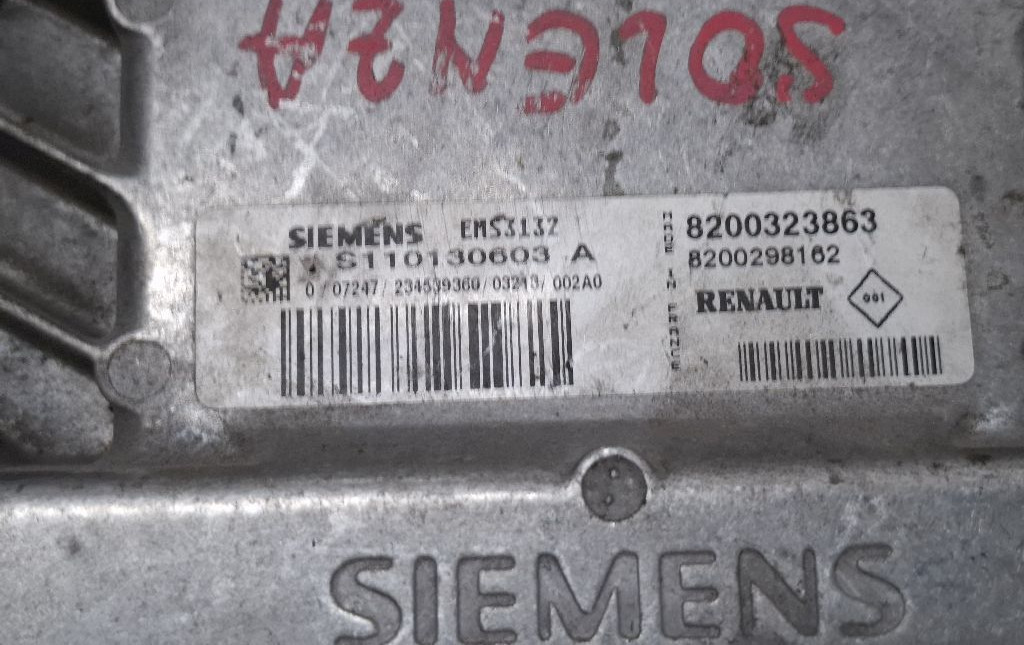 SOLENZA
SIEMENS EMS3132
S110130603 A
0 / 07247 / 234539360 / 03213 / 002A0
MADE IN FRANCE
8200323863
8200298162
RENAULT 001
SIEMENS